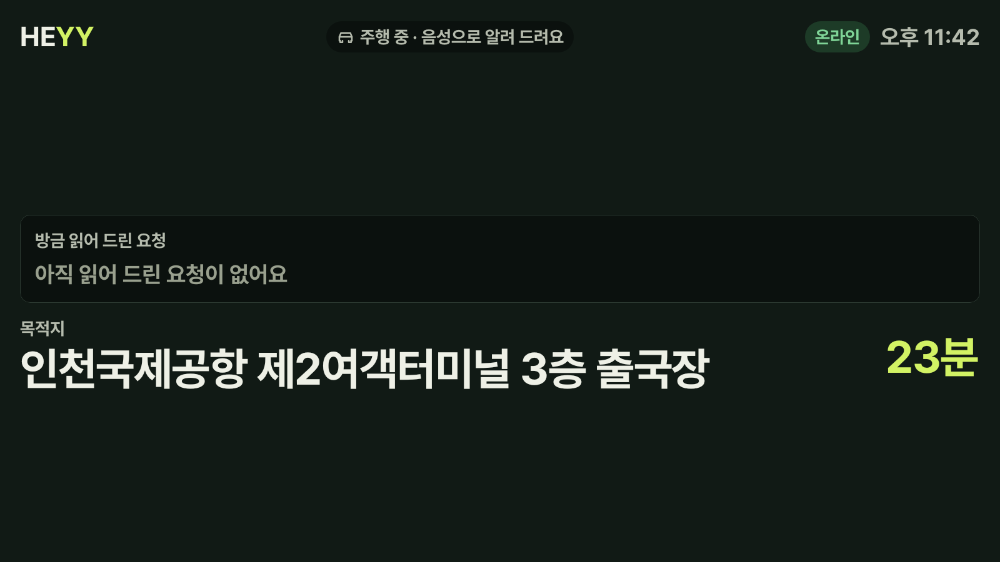 HEYY
주행 중 · 음성으로 알려 드려요
온라인
오후 11:42
방금 읽어 드린 요청
아직 읽어 드린 요청이 없어요
목적지
인천국제공항 제2여객터미널 3층 출국장
23분